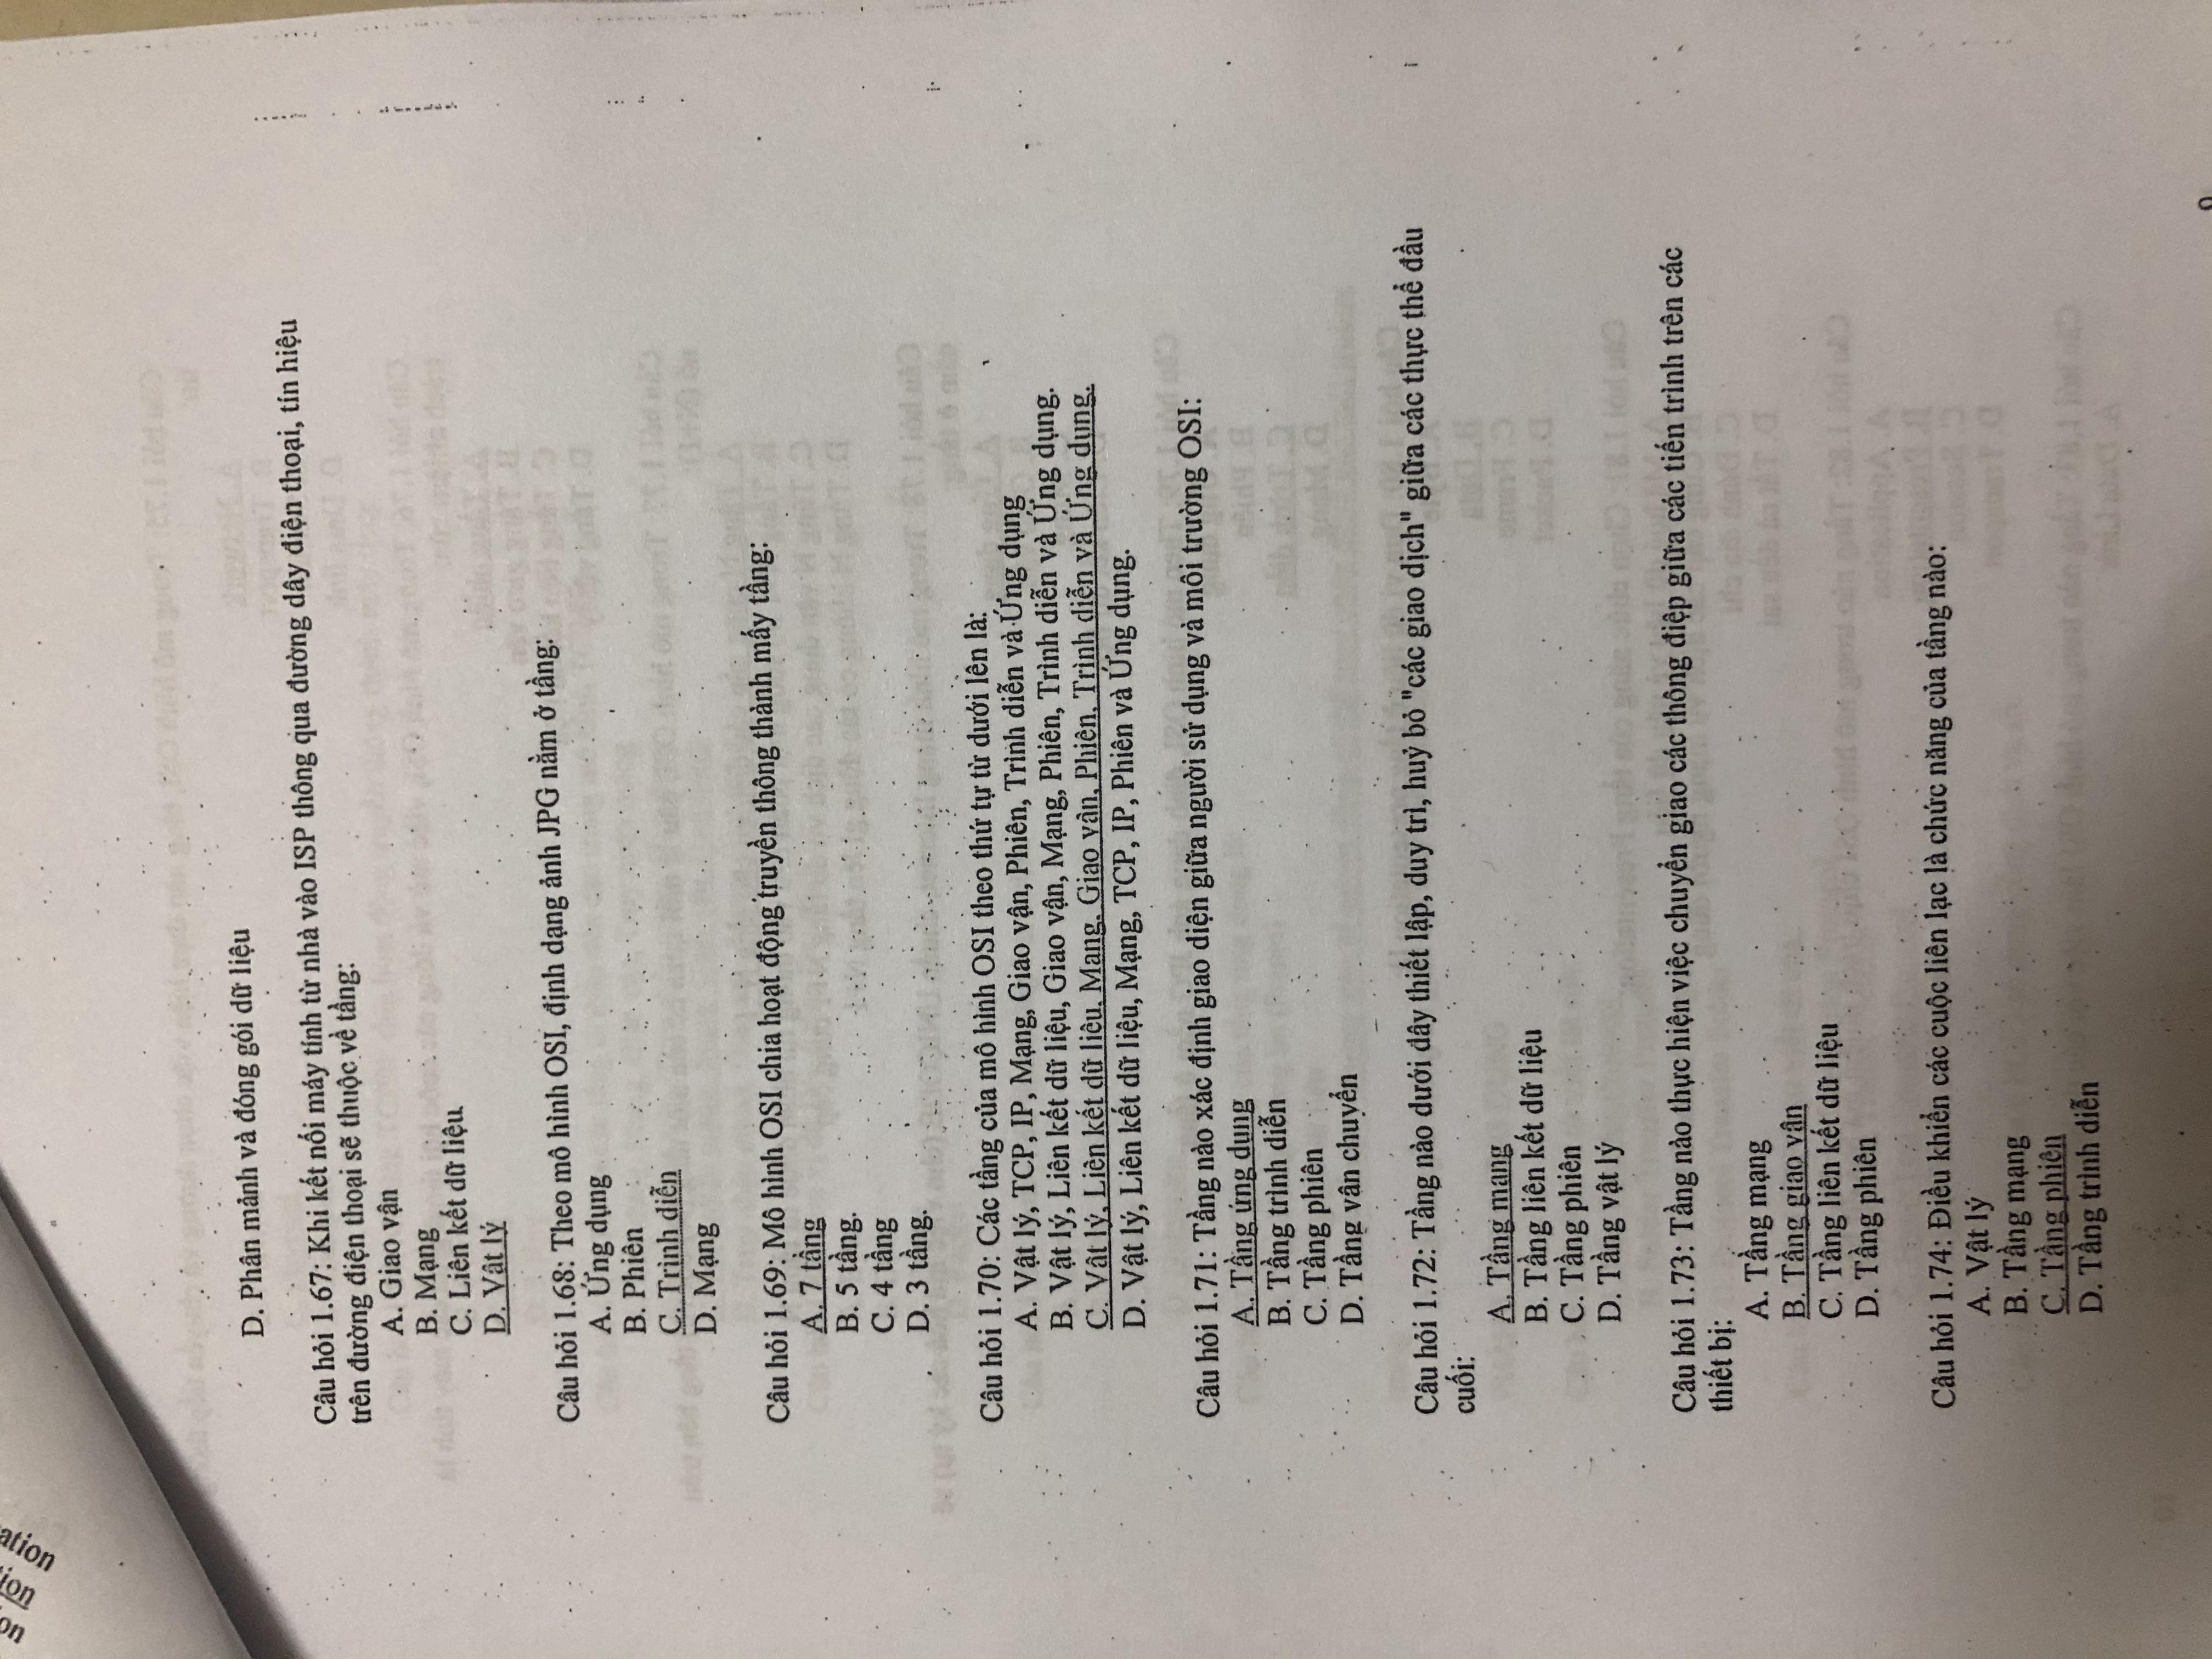 ation
ion
on
D. Phân mảnh và đóng gói dữ liệu
Câu hỏi 1.67: Khi kết nối máy tính từ nhà vào ISP thông qua đường dây điện thoại, tín hiệu
trên đường điện thoại sẽ thuộc về tầng:
A. Giao vận
B. Mạng
C. Liên kết dữ liệu.
D. Vật lý
Câu hỏi 1.68: Theo mô hình OSI, định dạng ảnh JPG nằm ở tầng:
A. Ứng dụng
B. Phiên
C. Trình diễn
D. Mạng
Câu hỏi 1.69: Mô hình OSI chia hoạt động truyền thông thành mấy tầng:
A. 7 tầng
B. 5 tầng.
C. 4 tầng
D. 3 tầng.
Câu hỏi 1.70: Các tầng của mô hình OSI theo thứ tự từ dưới lên là:
A. Vật lý, TCP, IP, Mạng, Giao vận, Phiên, Trình diễn và Ứng dụng
B. Vật lý, Liên kết dữ liệu, Giao vận, Mạng, Phiên, Trình diễn và Ứng dụng.
C. Vật lý, Liên kết dữ liệu, Mạng, Giao vận, Phiên, Trình diễn và Ứng dụng.
D. Vật lý, Liên kết dữ liệu, Mạng, TCP, IP, Phiên và Ứng dụng.
Câu hỏi 1.71: Tầng nào xác định giao diện giữa người sử dụng và môi trường OSI:
A. Tầng ứng dụng
B. Tầng trình diễn
C. Tầng phiên
D. Tầng vân chuyển
Câu hỏi 1.72: Tầng nào dưới đây thiết lập, duy trì, huỷ bỏ "các giao dịch" giữa các thực thể đầu
cuối:
A. Tầng mạng
B. Tầng liên kết dữ liệu
C. Tầng phiên
D. Tầng vật lý
Câu hỏi 1.73: Tầng nào thực hiện việc chuyển giao các thông điệp giữa các tiến trình trên các
thiết bị:
A. Tầng mạng
B. Tầng giao vận
C. Tầng liên kết dữ liệu
D. Tầng phiên
Câu hỏi 1.74: Điều khiển các cuộc liên lạc là chức năng của tầng nào:
A. Vật lý
B. Tầng mạng
C. Tầng phiên
D. Tầng trình diễn